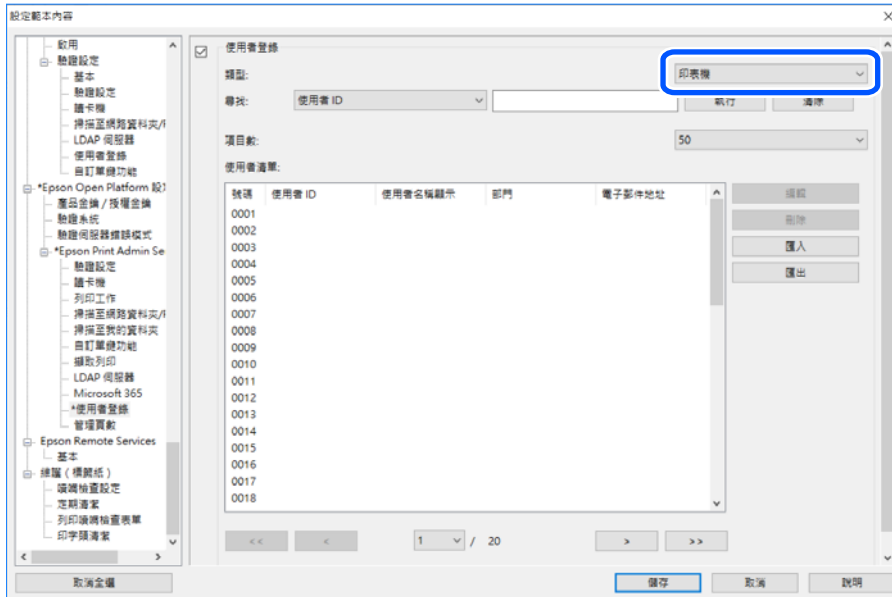 設定範本內容
啟用
驗證設定
基本
驗證設定
讀卡機
掃描至網路資料夾/F
LDAP 伺服器
使用者登錄
自訂單鍵功能
*Epson Open Platform 設定
產品金鑰 / 授權金鑰
驗證系統
驗證伺服器錯誤模式
*Epson Print Admin Se
驗證設定
讀卡機
列印工作
掃描至網路資料夾/F
掃描至我的資料夾
自訂單鍵功能
擷取列印
LDAP 伺服器
Microsoft 365
*使用者登錄
管理頁數
Epson Remote Services
基本
維護 ( 標籤紙 )
噴嘴檢查設定
定期清潔
列印噴嘴檢查表單
印字頭清潔
取消全選
使用者登錄
類型:
印表機
尋找:
使用者 ID
執行
清除
項目數:
50
使用者清單:
號碼 使用者 ID 使用者名稱顯示 部門 電子郵件地址
0001
0002
0003
0004
0005
0006
0007
0008
0009
0010
0011
0012
0013
0014
0015
0016
0017
0018
編輯
刪除
匯入
匯出
<< < 1 / 20 > >>
儲存
取消
說明